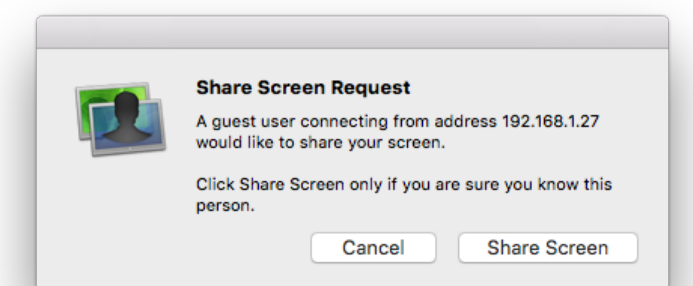 Share Screen Request
A guest user connecting from address 192.168.1.27
would like to share your screen.
Click Share Screen only if you are sure you know this
person.
Cancel
Share Screen